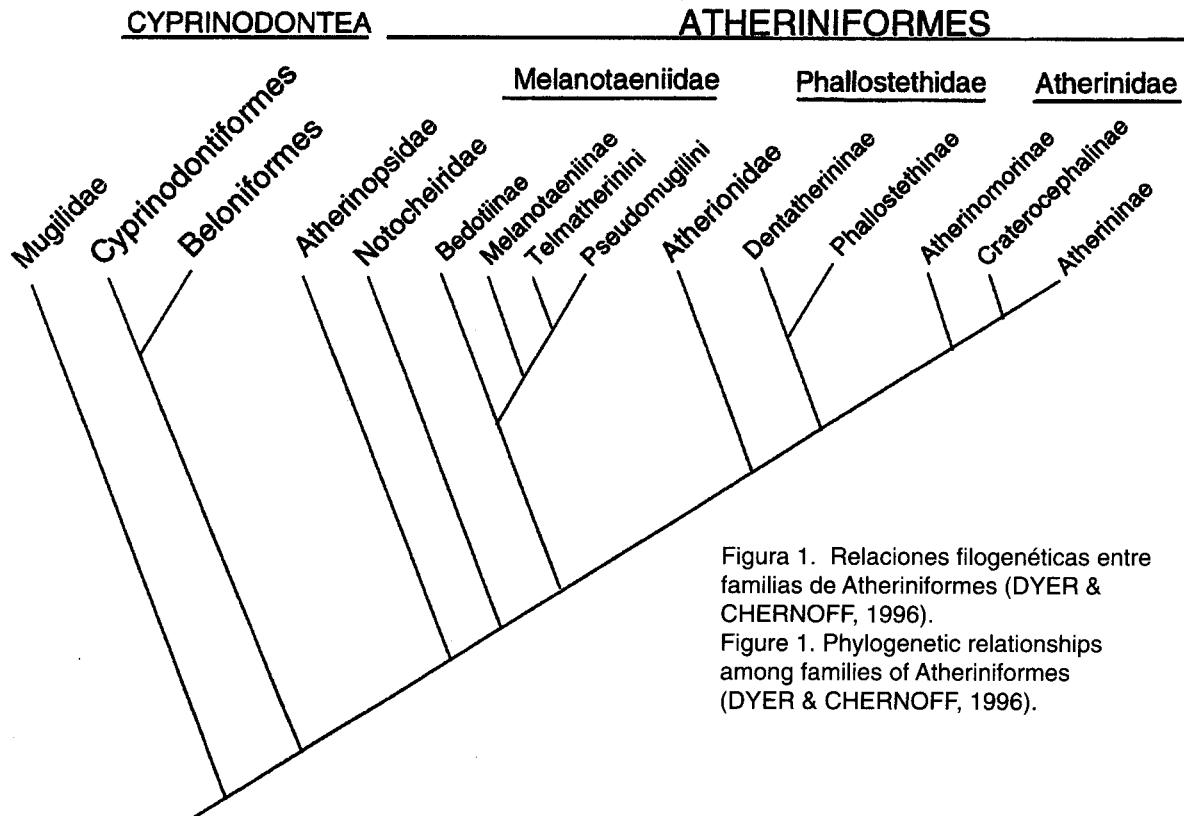 CYPRINODONTEA
ATHERINIFORMES
Melanotaeniidae
Phallostethidae
Atherinidae
Mugilidae
Cyprinodontiformes
Beloniformes
Atherinopsidae
Notocheiridae
Bedotiinae
Melanotaeniinae
Telmatherinini
Pseudomugilini
Atherionidae
Dentatherininae
Phallostethinae
Atherinomorinae
Craterocephalinae
Atherininae
Figura 1. Relaciones filogenéticas entre
familias de Atheriniformes (DYER &
CHERNOFF, 1996).
Figure 1. Phylogenetic relationships
among families of Atheriniformes
(DYER & CHERNOFF, 1996).